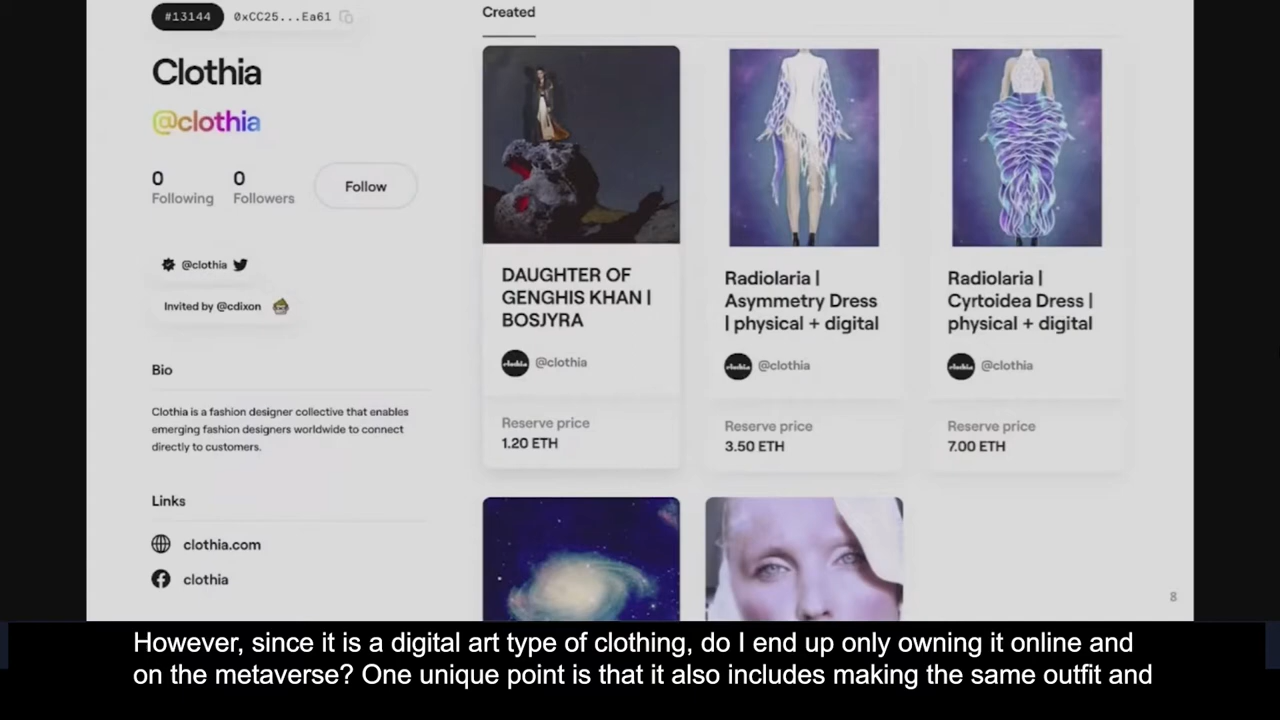 #13144 0xCC25...Ea61
Clothia
@clothia
0 Following
0 Followers
Follow
@clothia
Invited by @cdixon
Bio
Clothia is a fashion designer collective that enables
emerging fashion designers worldwide to connect
directly to customers.
Links
clothia.com
clothia
Created
DAUGHTER OF
GENGHIS KHAN |
BOSJYRA
@clothia
Reserve price
1.20 ETH
Radiolaria |
Asymmetry Dress
| physical + digital
@clothia
Reserve price
3.50 ETH
Radiolaria |
Cyrtoidea Dress |
physical + digital
@clothia
Reserve price
7.00 ETH
8
However, since it is a digital art type of clothing, do I end up only owning it online and
on the metaverse? One unique point is that it also includes making the same outfit and